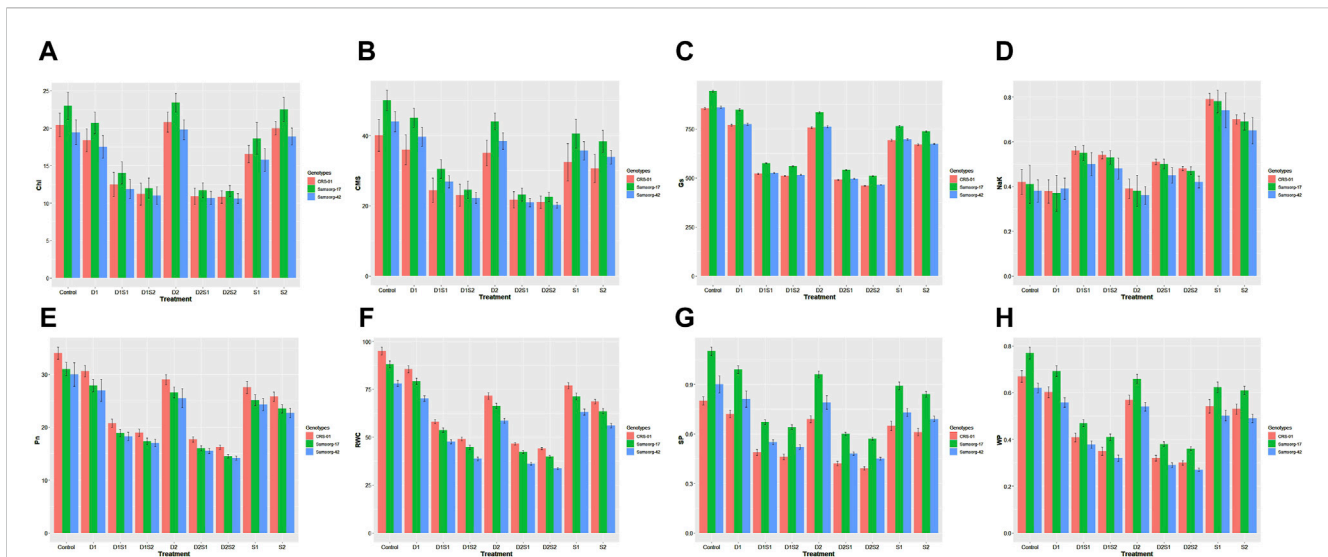 A
Chl
25
20
15
10
5
0
Control D1 D1S1 D1S2 D2 D2S1 D2S2 S1 S2
Treatment
Genotypes
CRS-01
Samsorg-17
Samsorg-42
B
CMS
40
20
0
Control D1 D1S1 D1S2 D2 D2S1 D2S2 S1 S2
Treatment
Genotypes
CRS-01
Samsorg-17
Samsorg-42
C
Gs
750
500
250
0
Control D1 D1S1 D1S2 D2 D2S1 D2S2 S1 S2
Treatment
Genotypes
CRS-01
Samsorg-17
Samsorg-42
D
NaK
0.8
0.6
0.4
0.2
0.0
Control D1 D1S1 D1S2 D2 D2S1 D2S2 S1 S2
Treatment
Genotypes
CRS-01
Samsorg-17
Samsorg-42
E
Pn
30
20
10
0
Control D1 D1S1 D1S2 D2 D2S1 D2S2 S1 S2
Treatment
Genotypes
CRS-01
Samsorg-17
Samsorg-42
F
RWC
100
75
50
25
0
Control D1 D1S1 D1S2 D2 D2S1 D2S2 S1 S2
Treatment
Genotypes
CRS-01
Samsorg-17
Samsorg-42
G
SP
0.9
0.6
0.3
0.0
Control D1 D1S1 D1S2 D2 D2S1 D2S2 S1 S2
Treatment
Genotypes
CRS-01
Samsorg-17
Samsorg-42
H
WP
0.8
0.6
0.4
0.2
0.0
Control D1 D1S1 D1S2 D2 D2S1 D2S2 S1 S2
Treatment
Genotypes
CRS-01
Samsorg-17
Samsorg-42